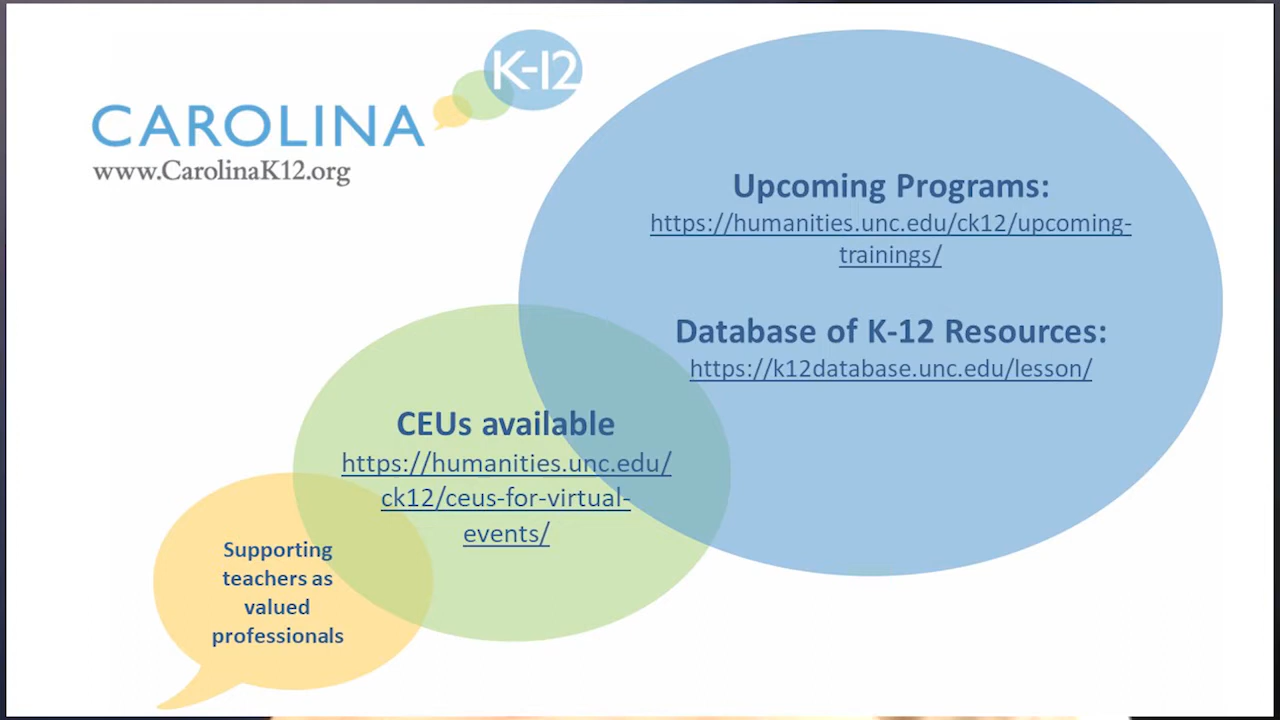 K-12
CAROLINA
www.CarolinaK12.org
Upcoming Programs:
https://humanities.unc.edu/ck12/upcoming-
trainings/
Database of K-12 Resources:
https://k12database.unc.edu/lesson/
CEUs available
https://humanities.unc.edu/
ck12/ceus-for-virtual-
events/
Supporting
teachers as
valued
professionals